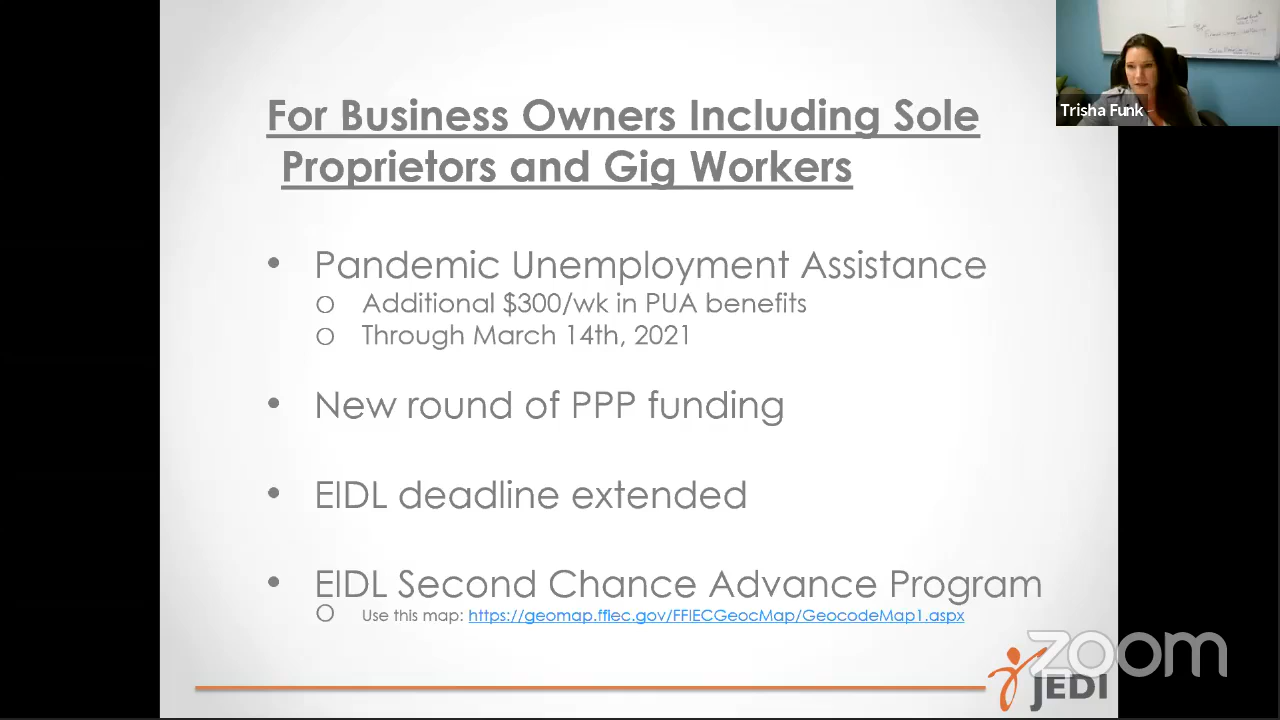 For Business Owners Including Sole
Proprietors and Gig Workers
• Pandemic Unemployment Assistance
O Additional $300/wk in PUA benefits
O Through March 14th, 2021
• New round of PPP funding
• EIDL deadline extended
• EIDL Second Chance Advance Program
O Use this map: https://geomap.ffiec.gov/FFIECGeocMap/GeocodeMap1.aspx
Trisha Funk
zoom
JEDI